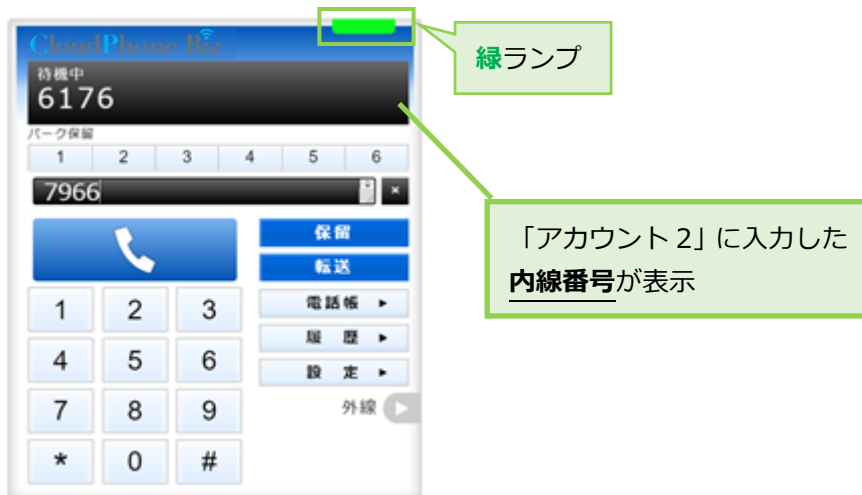 CloudPhone Biz
緑ランプ
待機中
6176
パーク保留
1 2 3 4 5 6
7966
×
保留
転送
「アカウント2」に入力した
内線番号が表示
1 2 3
電話帳 ►
履歴 ►
4 5 6
設定 ►
7 8 9
外線
* 0 #